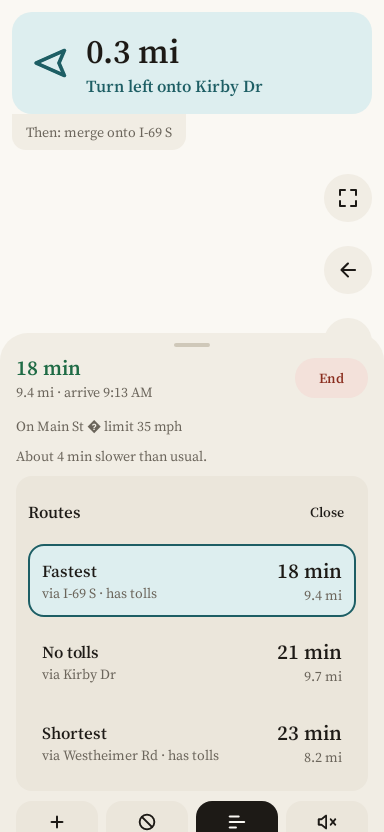 0.3 mi
Turn left onto Kirby Dr
Then: merge onto I-69 S
18 min
9.4 mi · arrive 9:13 AM
End
On Main St � limit 35 mph
About 4 min slower than usual.
Routes
Close
Fastest
18 min
via I-69 S · has tolls
9.4 mi
No tolls
21 min
via Kirby Dr
9.7 mi
Shortest
23 min
via Westheimer Rd · has tolls
8.2 mi